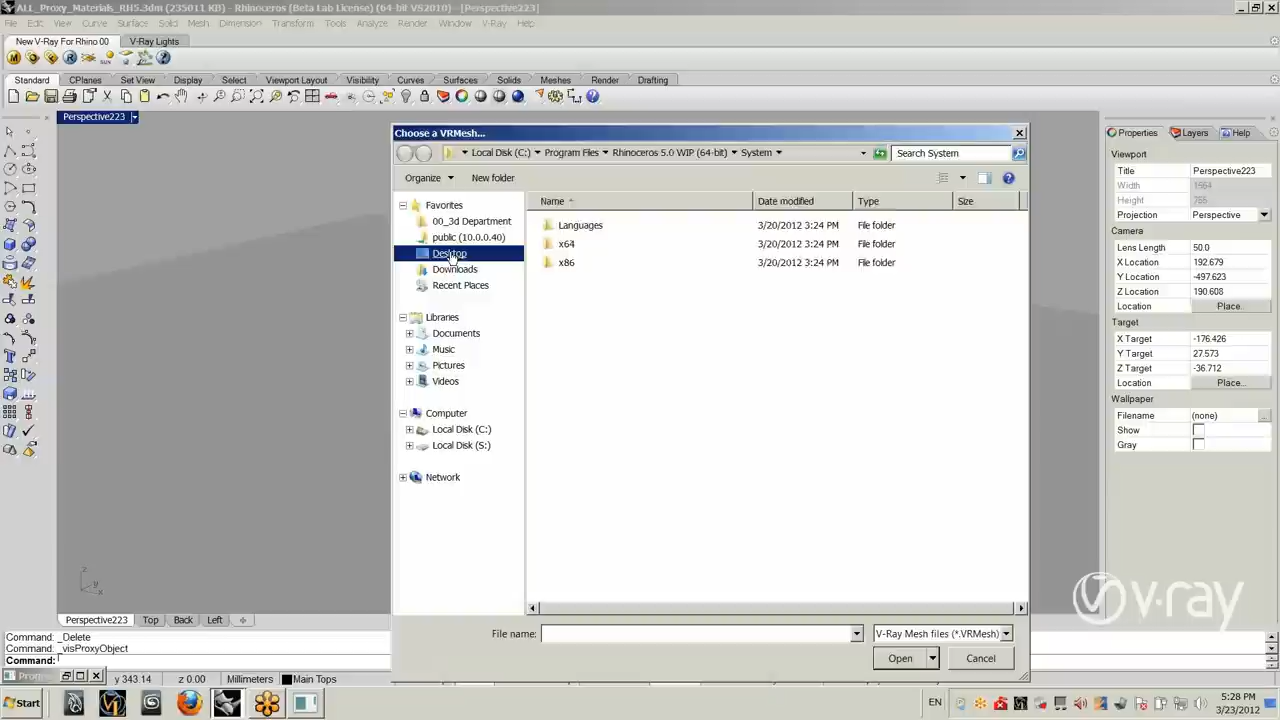 ALL_Proxy_Materials_RH5.3dm (235011 KB) - Rhinoceros (Beta Lab License) (64-bit VS2010) - [Perspective223]
File Edit View Curve Surface Solid Mesh Dimension Transform Tools Analyze Render Window V-Ray Help
New V-Ray For Rhino 00 V-Ray Lights
Standard CPlanes Set View Display Select Viewport Layout Visibility Curves Surfaces Solids Meshes Render Drafting
Perspective223
Choose a VRMesh...
Local Disk (C:) Program Files Rhinoceros 5.0 WIP (64-bit) System
Search System
Organize New folder
Favorites
00_3d Department
public (10.0.0.40)
Desktop
Downloads
Recent Places
Libraries
Documents
Music
Pictures
Videos
Computer
Local Disk (C:)
Local Disk (S:)
Network
Name Date modified Type Size
Languages 3/20/2012 3:24 PM File folder
x64 3/20/2012 3:24 PM File folder
x86 3/20/2012 3:24 PM File folder
File name:
V-Ray Mesh files (*.VRMesh)
Open Cancel
Properties Layers Help
Viewport
Title Perspective223
Width 1564
Height
Projection Perspective
Camera
Lens Length 50.0
X Location 192.679
Y Location -497.623
Z Location 190.608
Location Place...
Target
X Target -176.426
Y Target 27.573
Z Target -36.712
Location Place...
Wallpaper
Filename (none) ...
Show
Gray
v-ray
z
y
x
Perspective223 Top Back Left
Command: _Delete
Command: _visProxyObject
Command:
y 343.14 z 0.00 Millimeters Main Tops
Start
EN
5:28 PM
3/23/2012